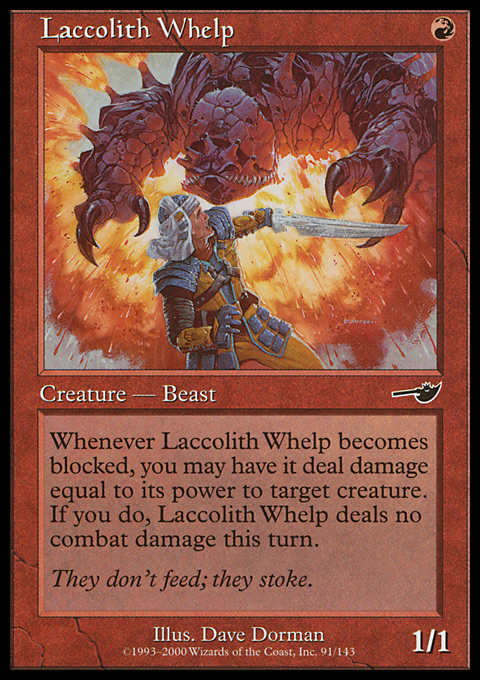 Laccolith Whelp
Creature — Beast
Whenever Laccolith Whelp becomes
blocked, you may have it deal damage
equal to its power to target creature.
If you do, Laccolith Whelp deals no
combat damage this turn.
They don't feed; they stoke.
Illus. Dave Dorman
©1993–2000 Wizards of the Coast, Inc. 91/143
1/1